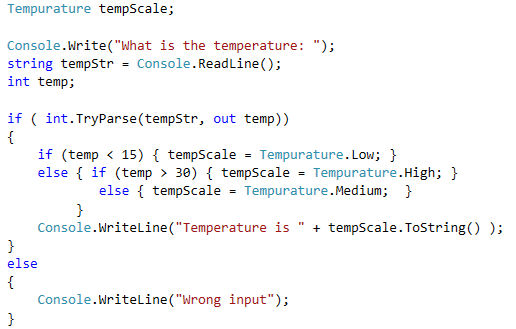 Tempurature tempScale;

Console.Write("What is the temperature: ");
string tempStr = Console.ReadLine();
int temp;

if ( int.TryParse(tempStr, out temp))
{
    if (temp < 15) { tempScale = Tempurature.Low; }
    else { if (temp > 30) { tempScale = Tempurature.High; }
            else { tempScale = Tempurature.Medium;  }
         }
    Console.WriteLine("Temperature is " + tempScale.ToString() );
}
else
{
    Console.WriteLine("Wrong input");
}